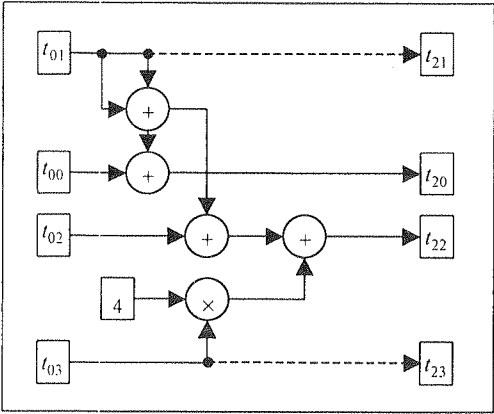 t₀₁ t₂₁
+
t₀₀ + t₂₀
t₀₂ + + t₂₂
4 ×
t₀₃ t₂₃